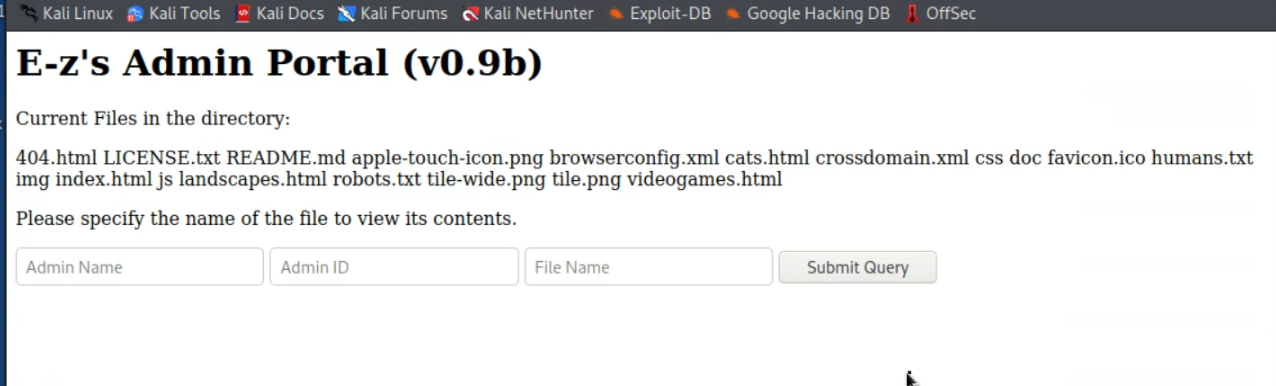 Kali Linux Kali Tools Kali Docs Kali Forums Kali NetHunter Exploit-DB Google Hacking DB OffSec
E-z's Admin Portal (v0.9b)
Current Files in the directory:
404.html LICENSE.txt README.md apple-touch-icon.png browserconfig.xml cats.html crossdomain.xml css doc favicon.ico humans.txt
img index.html js landscapes.html robots.txt tile-wide.png tile.png videogames.html
Please specify the name of the file to view its contents.
Admin Name Admin ID File Name Submit Query